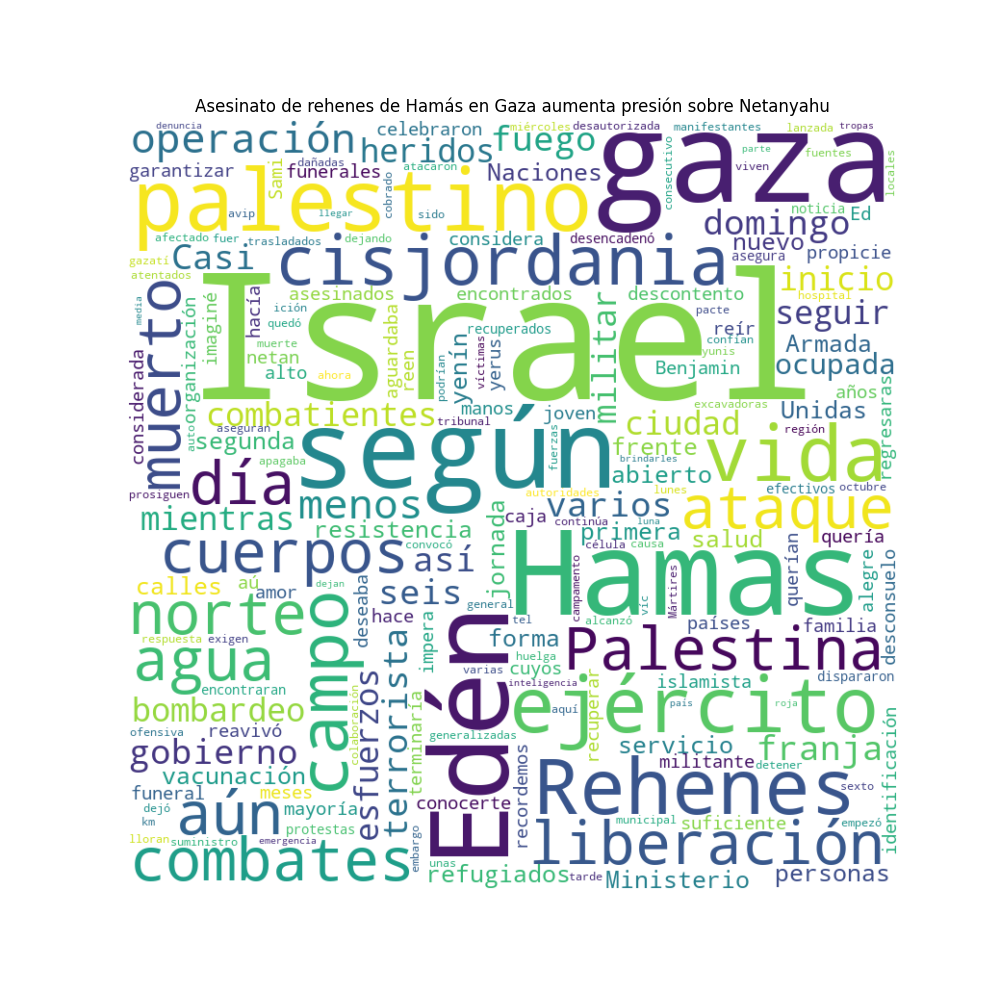 Asesinato de rehenes de Hamás en Gaza aumenta presión sobre Netanyahu
denuncia
operación
celebraron
heridos
fuego
miércoles
desautorizada
manifestantes
lanzada
tropas
gaza
garantizar
dañadas
funerales
atacaron
Naciones
consecutivo
parte
viven
fuentes
locales
Sami
cobrado
palestino
avip
llegar
sido
domingo
noticia
Ed
afectado
fuer
trasladados
dejando
considera
desencadenó
nuevo
propicie
asegura
Casi
cisjordania
gazatí
atentados
inicio
hospital
Israel
asesinados
encontrados
descontento
hacía
ición
quedó
muerte
recuperados
militar
pacte
reír
confían
yunis
seguir
Armada
ocupada
media
muerto
organización
imaginé
netan
alto
ahora
reen
aguardaba
yenín
víctimas
yerus
podrían
Benjamin
años
considerada
auto
combatientes
manos
joven
tribunal
excavadoras
Unidas
región
regresaras
aseguran
segunda
apagaba
según
fuerzas
brindarles
ciudad
frente
abierto
vida
prosiguen
día
menos
autoridades
lunes
efectivos
octubre
mientras
resistencia
jornada
caja
varios
continúa
luna
primera
ataque
salud
quería
cuerpos
convocó
así
célula
causa
Hamas
campamento
Mártires
querían
alegre
desconsuelo
calles
aú
amor
dejan
deseaba
seis
general
alcanzó
vic
norte
campo
hace
impera
tel
forma
países
familia
respuesta
exigen
huelga
cuyos
Palestina
agua
encontraran
terrorista
varias
inteligencia
islamista
dispararon
Edén
ejército
aquí
recuperar
país
roja
bombardeo
esfuerzos
colaboración
terminaría
ofensiva
reavivó
generalizadas
servicio
franja
identificación
gobierno
vacunación
militante
detener
funeral
meses
conocerte
recordemos
Rehenes
sexto
dejó
km
aún
mayoría
protestas
municipal
suficiente
empezó
lloran
suministro
emergencia
embargo
liberación
combates
unas
refugiados
tarde
Ministerio
personas